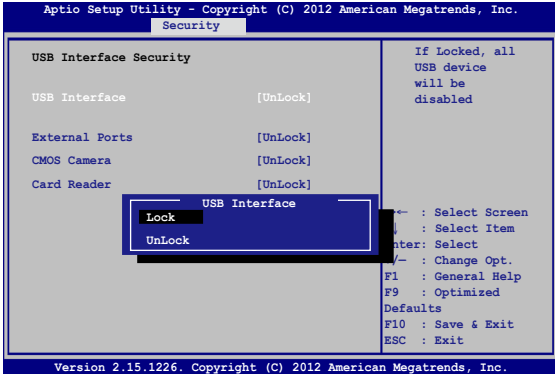 Aptio Setup Utility - Copyright (C) 2012 American Megatrends, Inc.
Security
USB Interface Security
USB Interface [UnLock]
External Ports [UnLock]
CMOS Camera [UnLock]
Card Reader [UnLock]
USB Interface
Lock
UnLock
If Locked, all
USB device
will be
disabled
← : Select Screen
↓ : Select Item
nter: Select
/— : Change Opt.
F1 : General Help
F9 : Optimized
Defaults
F10 : Save & Exit
ESC : Exit
Version 2.15.1226. Copyright (C) 2012 American Megatrends, Inc.